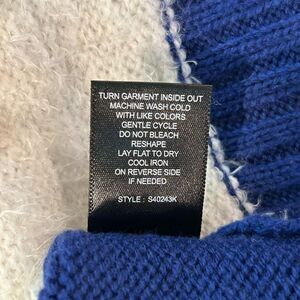 TURN GARMENT INSIDE OUT
MACHINE WASH COLD
WITH LIKE COLORS
GENTLE CYCLE
DO NOT BLEACH
RESHAPE
LAY FLAT TO DRY
COOL IRON
ON REVERSE SIDE
IF NEEDED
STYLE : S40243K